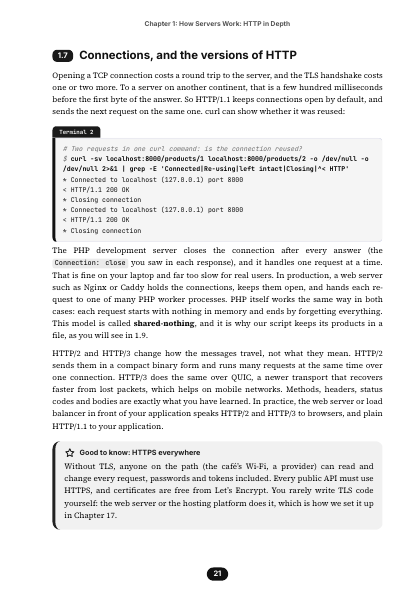 Chapter 1: How Servers Work: HTTP in Depth
1.7 Connections, and the versions of HTTP
Opening a TCP connection costs a round trip to the server, and the TLS handshake costs
one or two more. To a server on another continent, that is a few hundred milliseconds
before the first byte of the answer. So HTTP/1.1 keeps connections open by default, and
sends the next request on the same one. curl can show whether it was reused:
Terminal 2
# Two requests in one curl command: is the connection reused?
$ curl -sv localhost:8000/products/1 localhost:8000/products/2 -o /dev/null -o
/dev/null 2>&1 | grep -E 'Connected|Re-using|left intact|Closing|^< HTTP'
* Connected to localhost (127.0.0.1) port 8000
< HTTP/1.1 200 OK
* Closing connection
* Connected to localhost (127.0.0.1) port 8000
< HTTP/1.1 200 OK
* Closing connection
The PHP development server closes the connection after every answer (the
Connection: close you saw in each response), and it handles one request at a time.
That is fine on your laptop and far too slow for real users. In production, a web server
such as Nginx or Caddy holds the connections, keeps them open, and hands each re-
quest to one of many PHP worker processes. PHP itself works the same way in both
cases: each request starts with nothing in memory and ends by forgetting everything.
This model is called shared-nothing, and it is why our script keeps its products in a
file, as you will see in 1.9.
HTTP/2 and HTTP/3 change how the messages travel, not what they mean. HTTP/2
sends them in a compact binary form and runs many requests at the same time over
one connection. HTTP/3 does the same over QUIC, a newer transport that recovers
faster from lost packets, which helps on mobile networks. Methods, headers, status
codes and bodies are exactly what you have learned. In practice, the web server or load
balancer in front of your application speaks HTTP/2 and HTTP/3 to browsers, and plain
HTTP/1.1 to your application.
Good to know: HTTPS everywhere
Without TLS, anyone on the path (the café's Wi-Fi, a provider) can read and
change every request, passwords and tokens included. Every public API must use
HTTPS, and certificates are free from Let's Encrypt. You rarely write TLS code
yourself: the web server or the hosting platform does it, which is how we set it up
in Chapter 17.
21